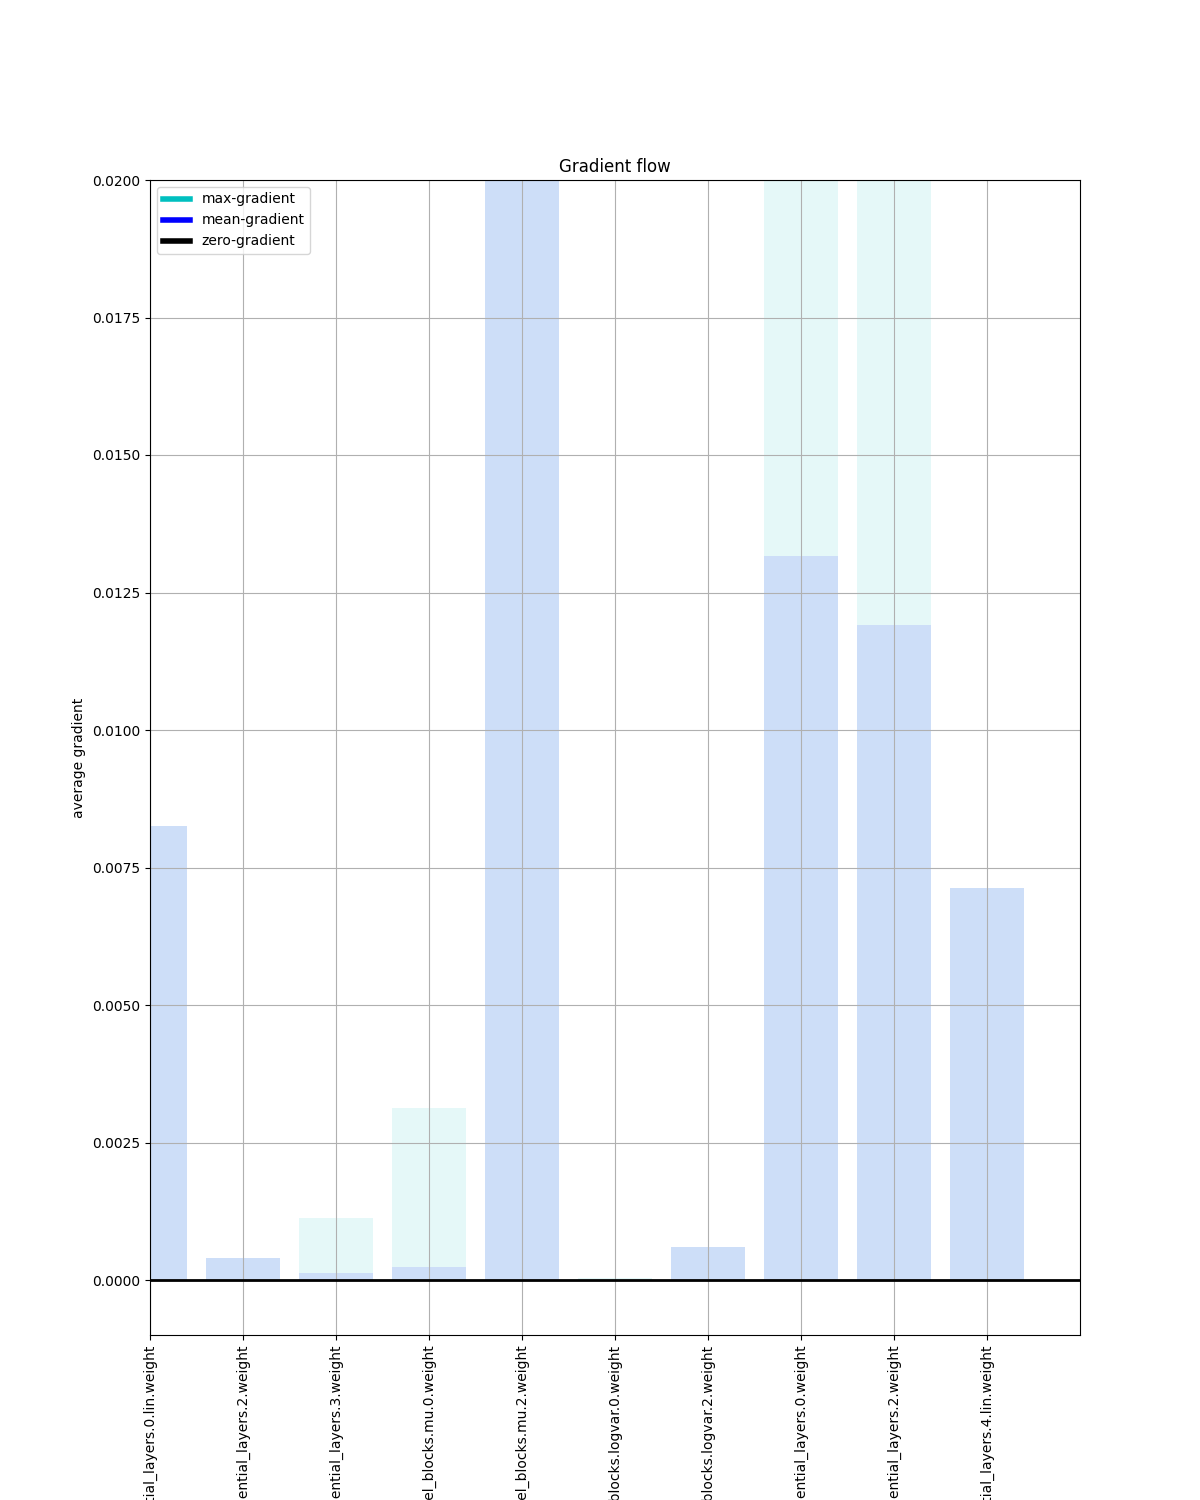 Gradient flow
max-gradient
mean-gradient
zero-gradient
0.0200
0.0175
0.0150
0.0125
0.0100
0.0075
0.0050
0.0025
0.0000
average gradient
tial_layers.0.lin.weight
ential_layers.2.weight
ential_layers.3.weight
el_blocks.mu.0.weight
el_blocks.mu.2.weight
blocks.logvar.0.weight
blocks.logvar.2.weight
ential_layers.0.weight
ential_layers.2.weight
tial_layers.4.lin.weight